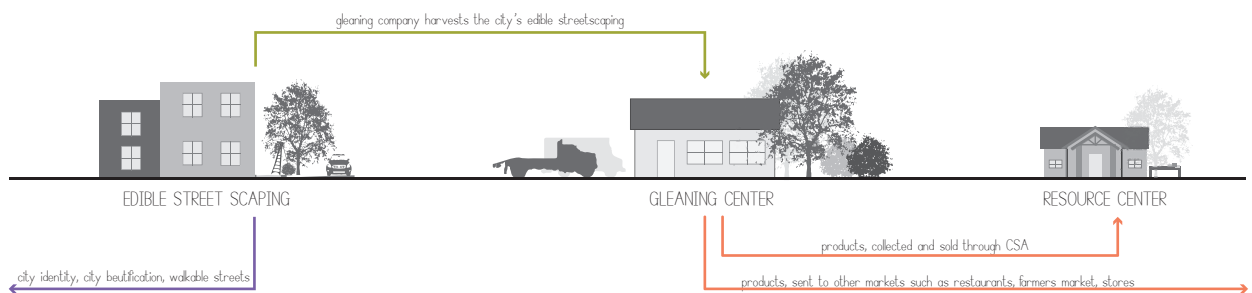 gleaning company harvests the city's edible streetscaping
EDIBLE STREET SCAPING
GLEANING CENTER
RESOURCE CENTER
products, collected and sold through CSA
city identity, city beutification, walkable streets
products, sent to other markets such as restaurants, farmers market, stores